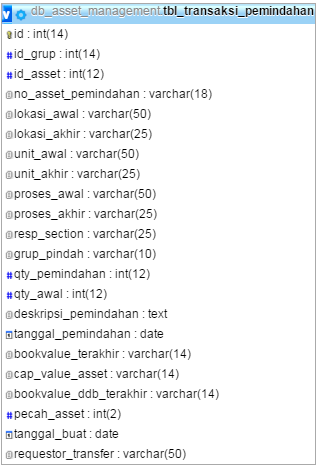 db_asset_management.tbl_transaksi_pemindahan
id : int(14)
id_grup : int(14)
id_asset : int(12)
no_asset_pemindahan : varchar(18)
lokasi_awal : varchar(50)
lokasi_akhir : varchar(25)
unit_awal : varchar(50)
unit_akhir : varchar(25)
proses_awal : varchar(50)
proses_akhir : varchar(25)
resp_section : varchar(25)
grup_pindah : varchar(10)
qty_pemindahan : int(12)
qty_awal : int(12)
deskripsi_pemindahan : text
tanggal_pemindahan : date
bookvalue_terakhir : varchar(14)
cap_value_asset : varchar(14)
bookvalue_ddb_terakhir : varchar(14)
pecah_asset : int(2)
tanggal_buat : date
requestor_transfer : varchar(50)